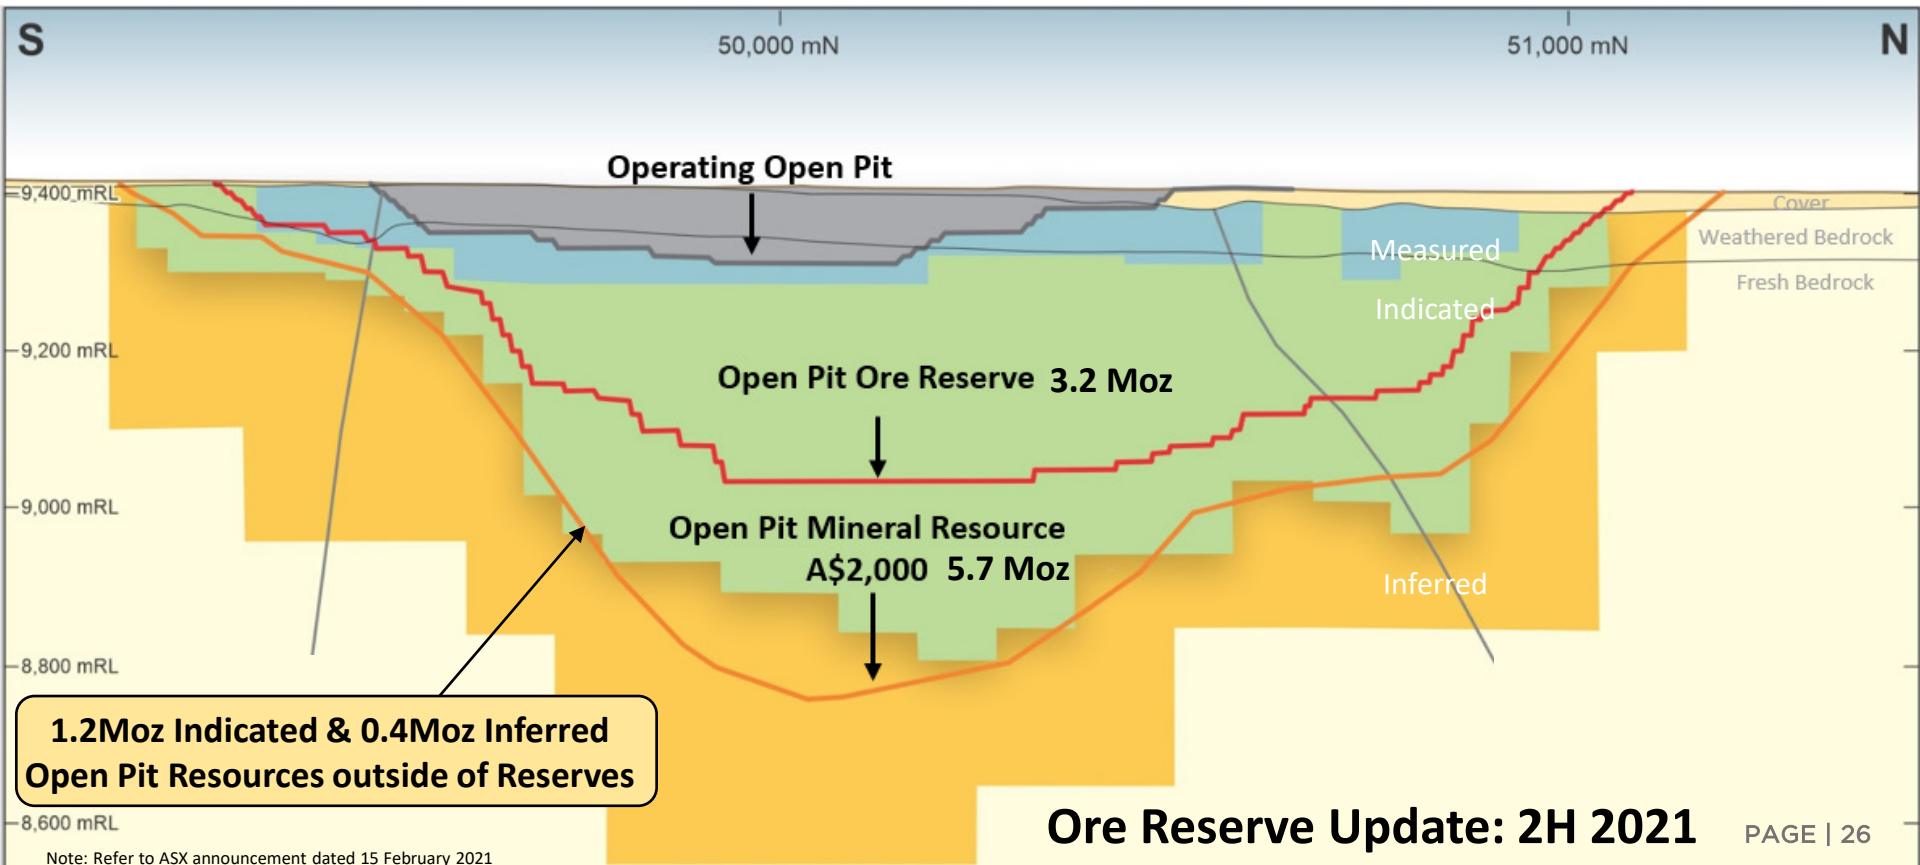 S
50,000 mN
51,000 mN
N
Operating Open Pit
9,400 mRL
Cover
Weathered Bedrock
Measured
Fresh Bedrock
Indicated
9,200 mRL
Open Pit Ore Reserve 3.2 Moz
9,000 mRL
Open Pit Mineral Resource
A$2,000 5.7 Moz
Inferred
8,800 mRL
1.2Moz Indicated & 0.4Moz Inferred
Open Pit Resources outside of Reserves
8,600 mRL
Ore Reserve Update: 2H 2021
PAGE | 26
Note: Refer to ASX announcement dated 15 February 2021